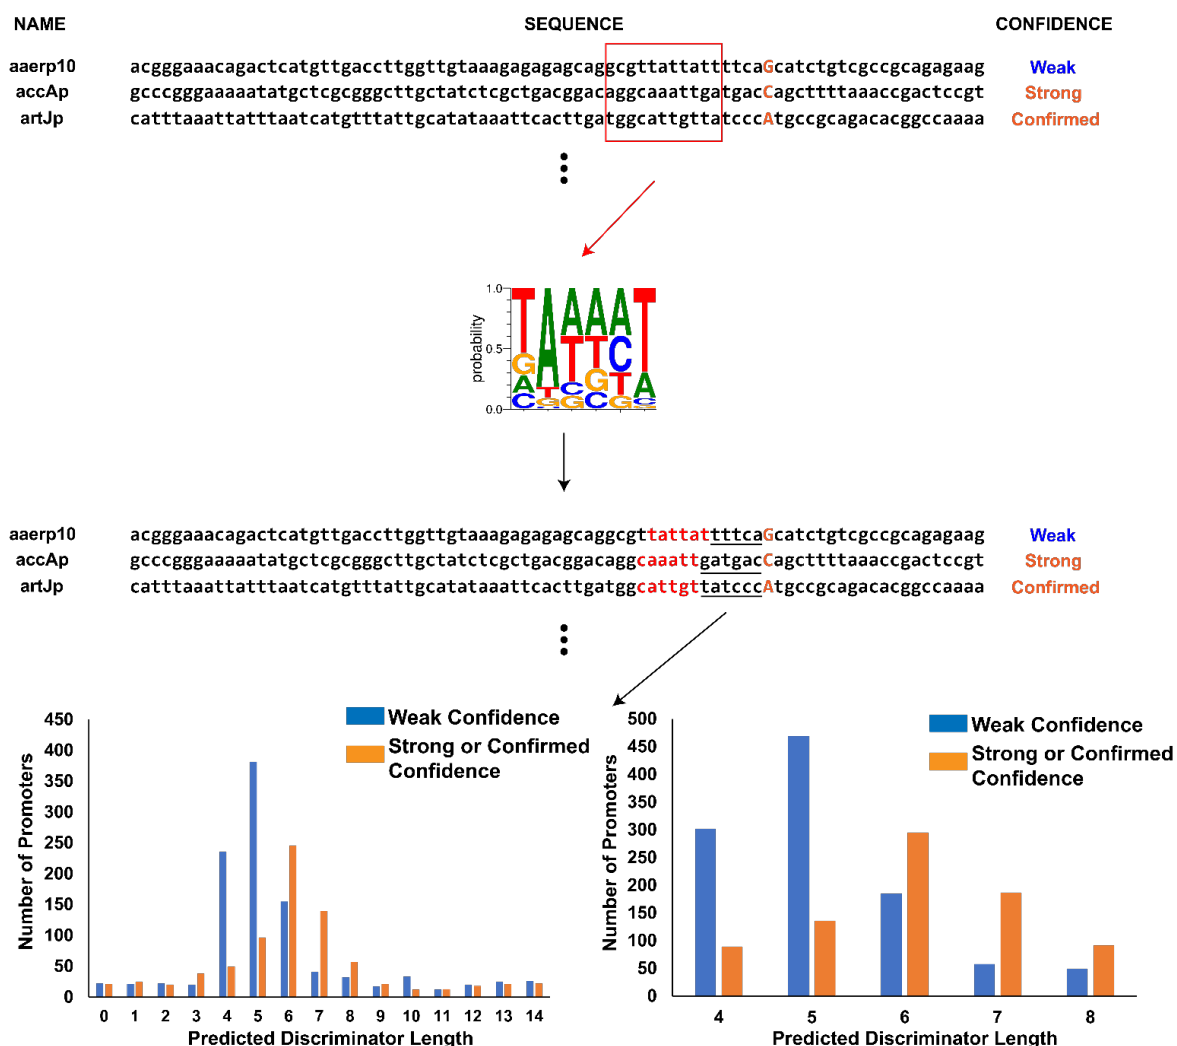 NAME SEQUENCE CONFIDENCE
aaerp10 acgggaaacagactcatgttgaccttggttgtaaagagagagcaggcgttattattttcaGcatctgtcgccgcagagaag Weak
accAp gcccgggaaaaatatgctcgcgggcttgctatctcgctgacggacaggcaaattgatgacCagcttttaaaccgactccgt Strong
artJp catttaaattatttaatcatgtttatttgcatataaattcacttgatggcattgttatcccAtgccgcagacacggccaaaa Confirmed
1.0
0.5
0.0
probability
T A A A A T
G T T T C A
A G C G T C
C G C G
aaerp10 acgggaaacagactcatgttgaccttggttgtaaagagagagcaggcgttattattttcaGcatctgtcgccgcagagaag Weak
accAp gcccgggaaaaatatgctcgcgggcttgctatctcgctgacggacaggcaaattgatgacCagcttttaaaccgactccgt Strong
artJp catttaaattatttaatcatgtttatttgcatataaattcacttgatggcattgttatcccAtgccgcagacacggccaaaa Confirmed
Number of Promoters
450
400
350
300
250
200
150
100
50
0
Weak Confidence
Strong or Confirmed
Confidence
0 1 2 3 4 5 6 7 8 9 10 11 12 13 14
Predicted Discriminator Length
Number of Promoters
500
450
400
350
300
250
200
150
100
50
0
Weak Confidence
Strong or Confirmed
Confidence
4 5 6 7 8
Predicted Discriminator Length